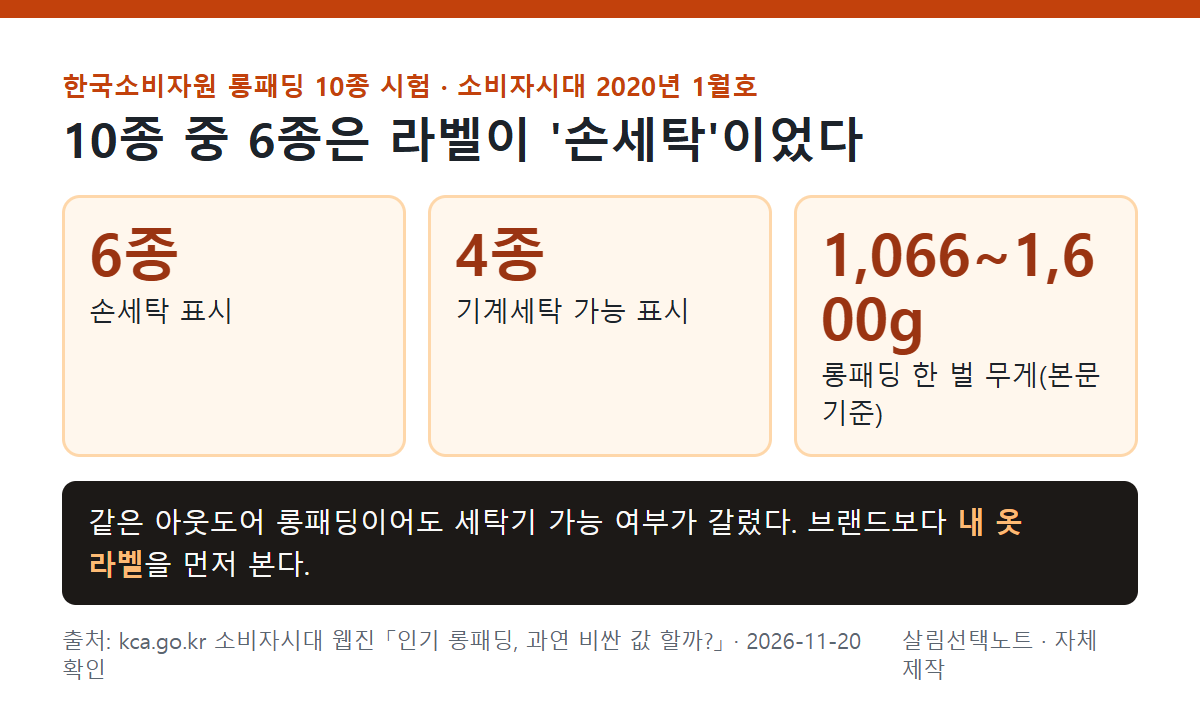 한국소비자원 롱패딩 10종 시험 · 소비자시대 2020년 1월호
10종 중 6종은 라벨이 '손세탁'이었다
6종
손세탁 표시
4종
기계세탁 가능 표시
1,066~1,6
00g
롱패딩 한 벌 무게(본문
기준)
같은 아웃도어 롱패딩이어도 세탁기 가능 여부가 갈렸다. 브랜드보다 내 옷
라벨을 먼저 본다.
출처: kca.go.kr 소비자시대 웹진「인기 롱패딩, 과연 비싼 값 할까?」· 2026-11-20
확인
살림선택노트 · 자체
제작